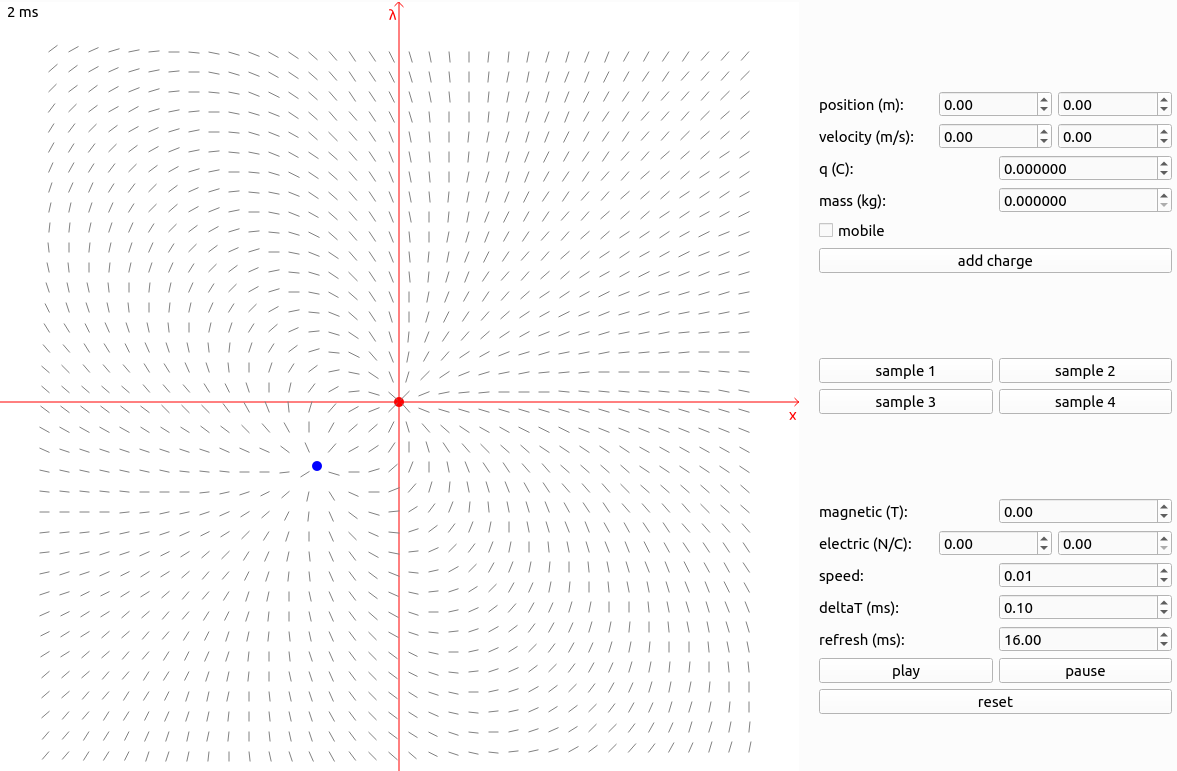 2 ms
λ
x
position (m): 0.00 0.00
velocity (m/s): 0.00 0.00
q (C): 0.000000
mass (kg): 0.000000
mobile
add charge
sample 1 sample 2
sample 3 sample 4
magnetic (T): 0.00
electric (N/C): 0.00 0.00
speed: 0.01
deltaT (ms): 0.10
refresh (ms): 16.00
play pause
reset